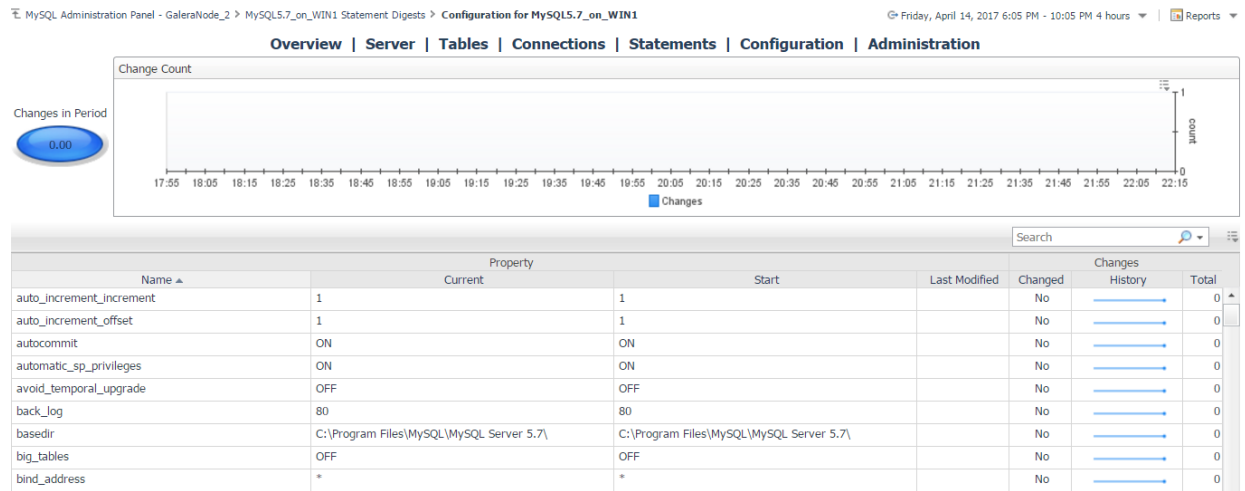 MySQL Administration Panel - GaleraNode_2 > MySQL5.7_on_WIN1 Statement Digests > Configuration for MySQL5.7_on_WIN1
Friday, April 14, 2017 6:05 PM - 10:05 PM 4 hours | Reports
Overview | Server | Tables | Connections | Statements | Configuration | Administration
Change Count
Changes in Period
0.00
1
count
0
17:55 18:05 18:15 18:25 18:35 18:45 18:55 19:05 19:15 19:25 19:35 19:45 19:55 20:05 20:15 20:25 20:35 20:45 20:55 21:05 21:15 21:25 21:35 21:45 21:55 22:05 22:15
Changes
Search
Property Changes
Name Current Start Last Modified Changed History Total
auto_increment_increment 1 1 No 0
auto_increment_offset 1 1 No 0
autocommit ON ON No 0
automatic_sp_privileges ON ON No 0
avoid_temporal_upgrade OFF OFF No 0
back_log 80 80 No 0
basedir C:\Program Files\MySQL\MySQL Server 5.7\ C:\Program Files\MySQL\MySQL Server 5.7\ No 0
big_tables OFF OFF No 0
bind_address * * No 0